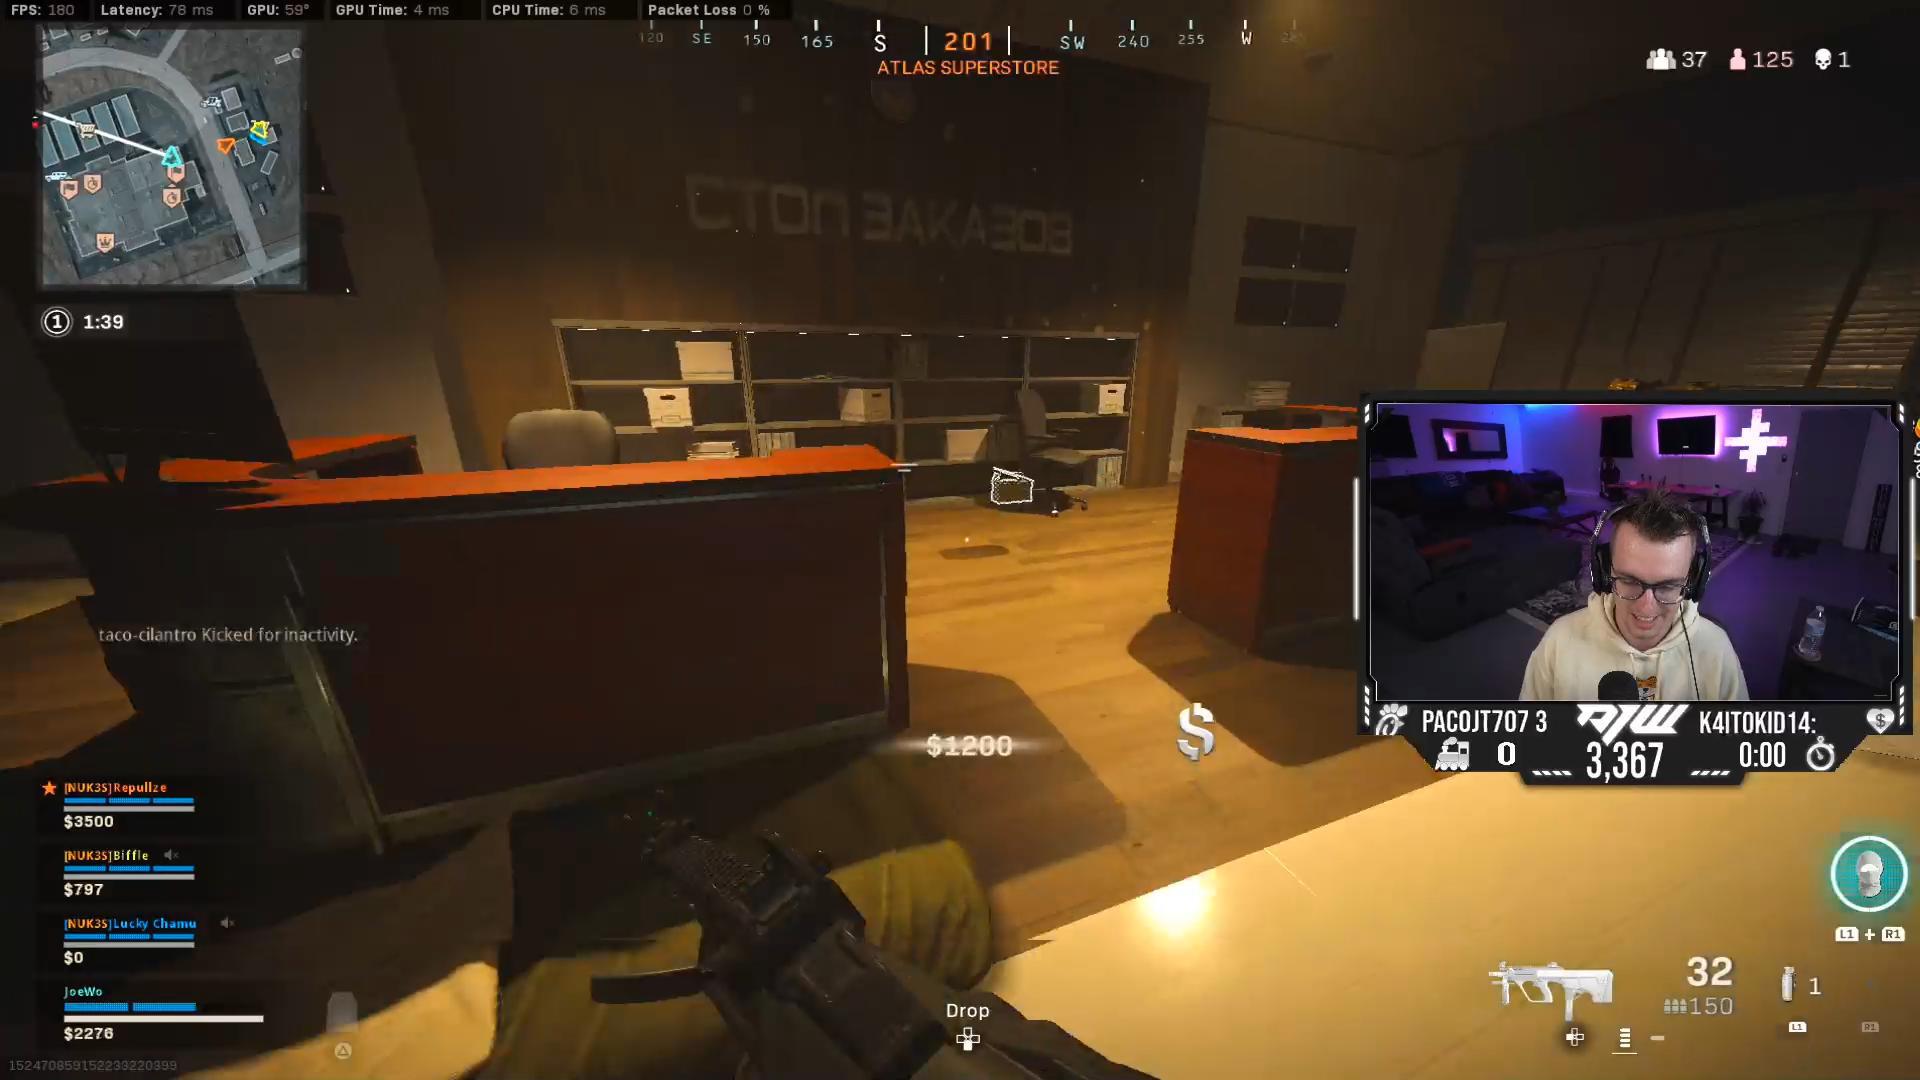 FPS: 180 Latency: 78 ms GPU: 59° GPU Time: 4 ms CPU Time: 6 ms Packet Loss 0 %
120 SE 150 165 S 201 SW 240 255 W
ATLAS SUPERSTORE
37 125 1
СТОЛ ЗАКАЗОВ
1 1:39
taco-cilantro Kicked for inactivity.
$1200
$
PACOJT707 3 K4ITOKID14:
0 3,367 0:00
[NUK3S]Repullze
$3500
[NUK3S]Biffle
$797
[NUK3S]Lucky Chamu
$0
JoeWo
$2276
L1 + R1
32
150
1
L1 R1
Drop